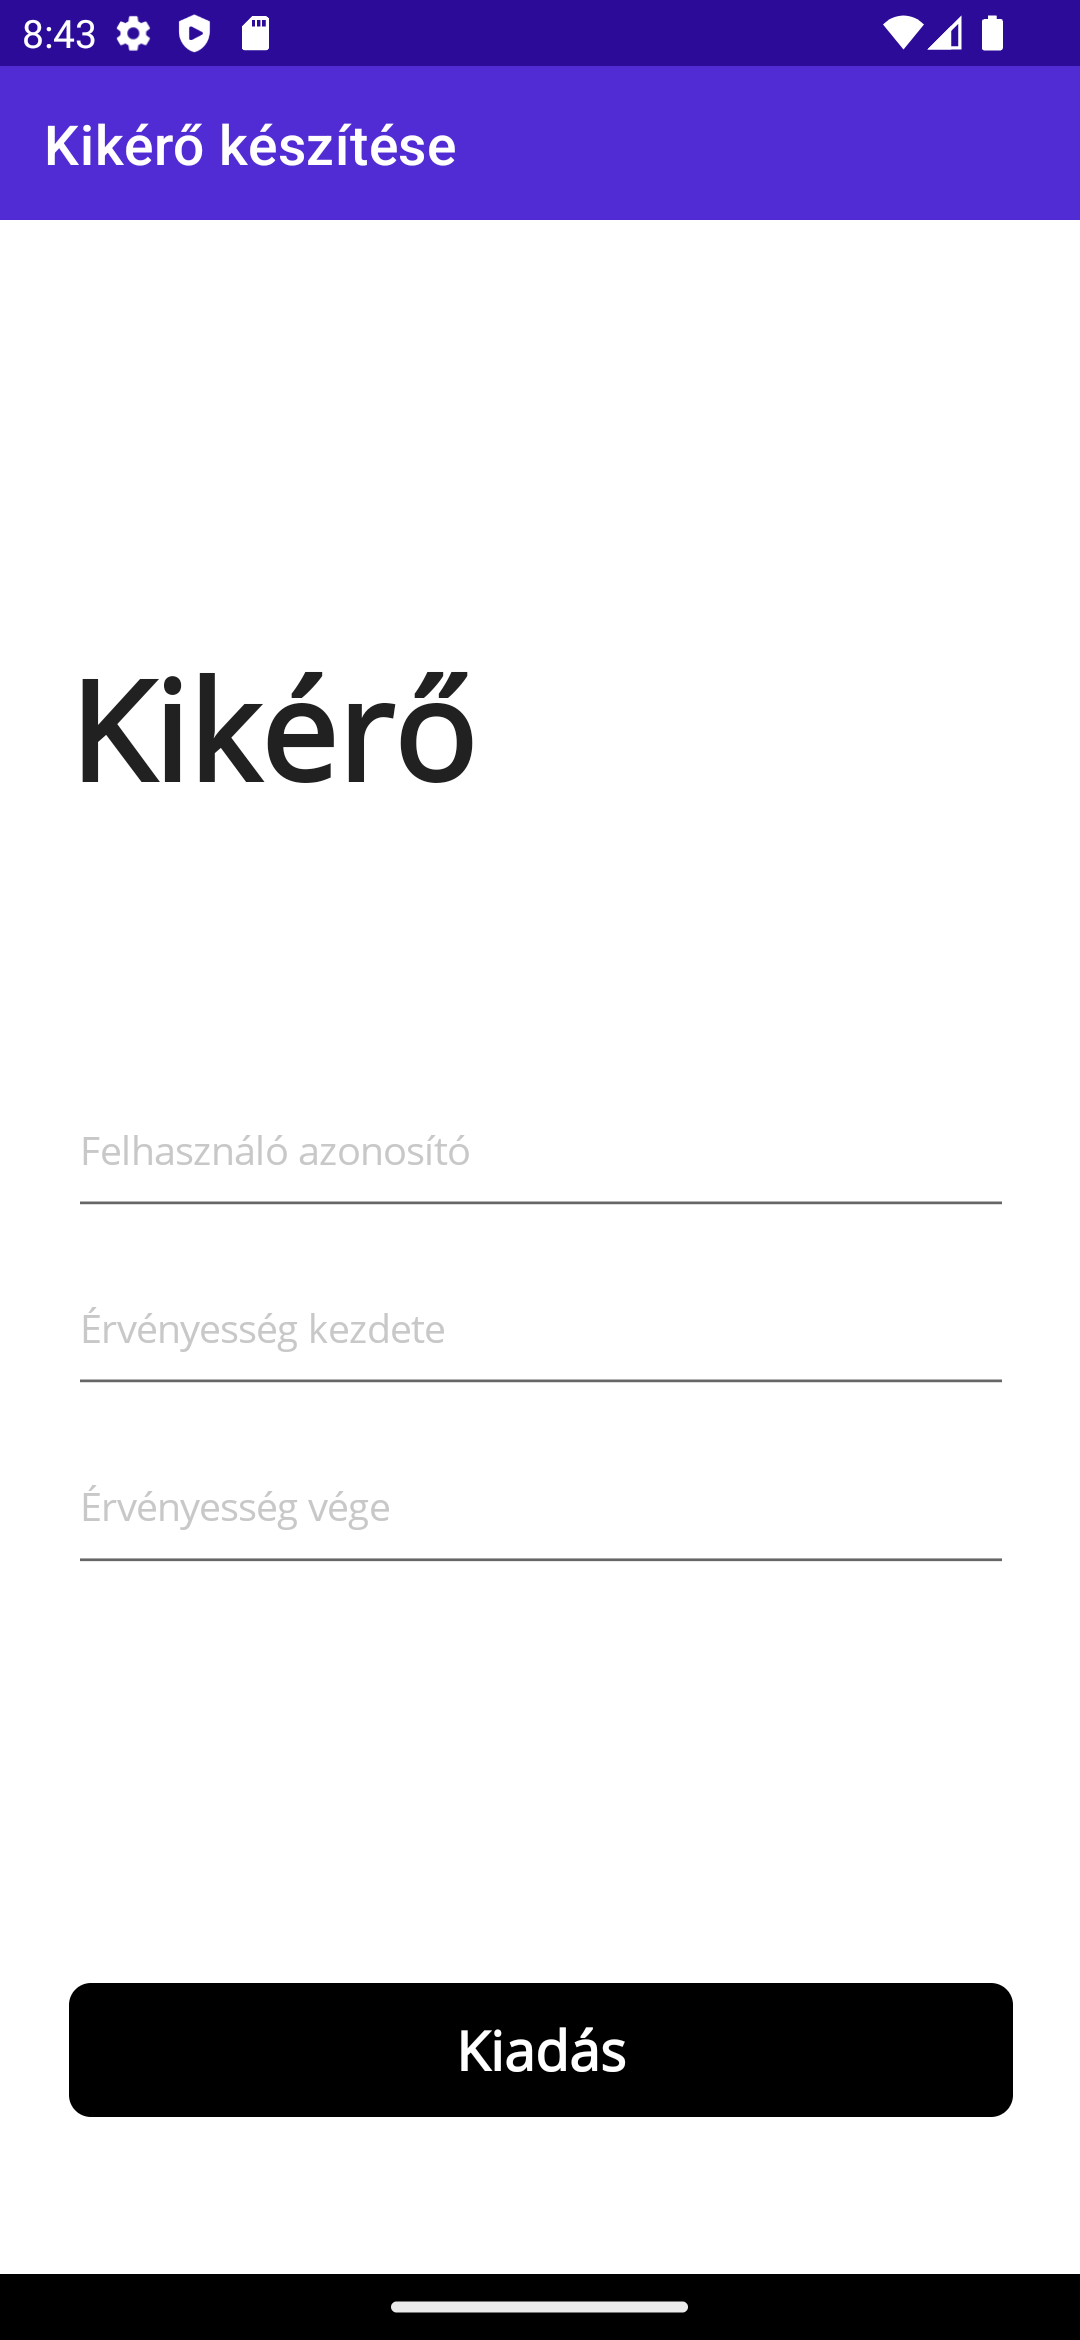 8:43
Kikérő készítése
Kikérő
Felhasználó azonosító
Érvényesség kezdete
Érvényesség vége
Kiadás